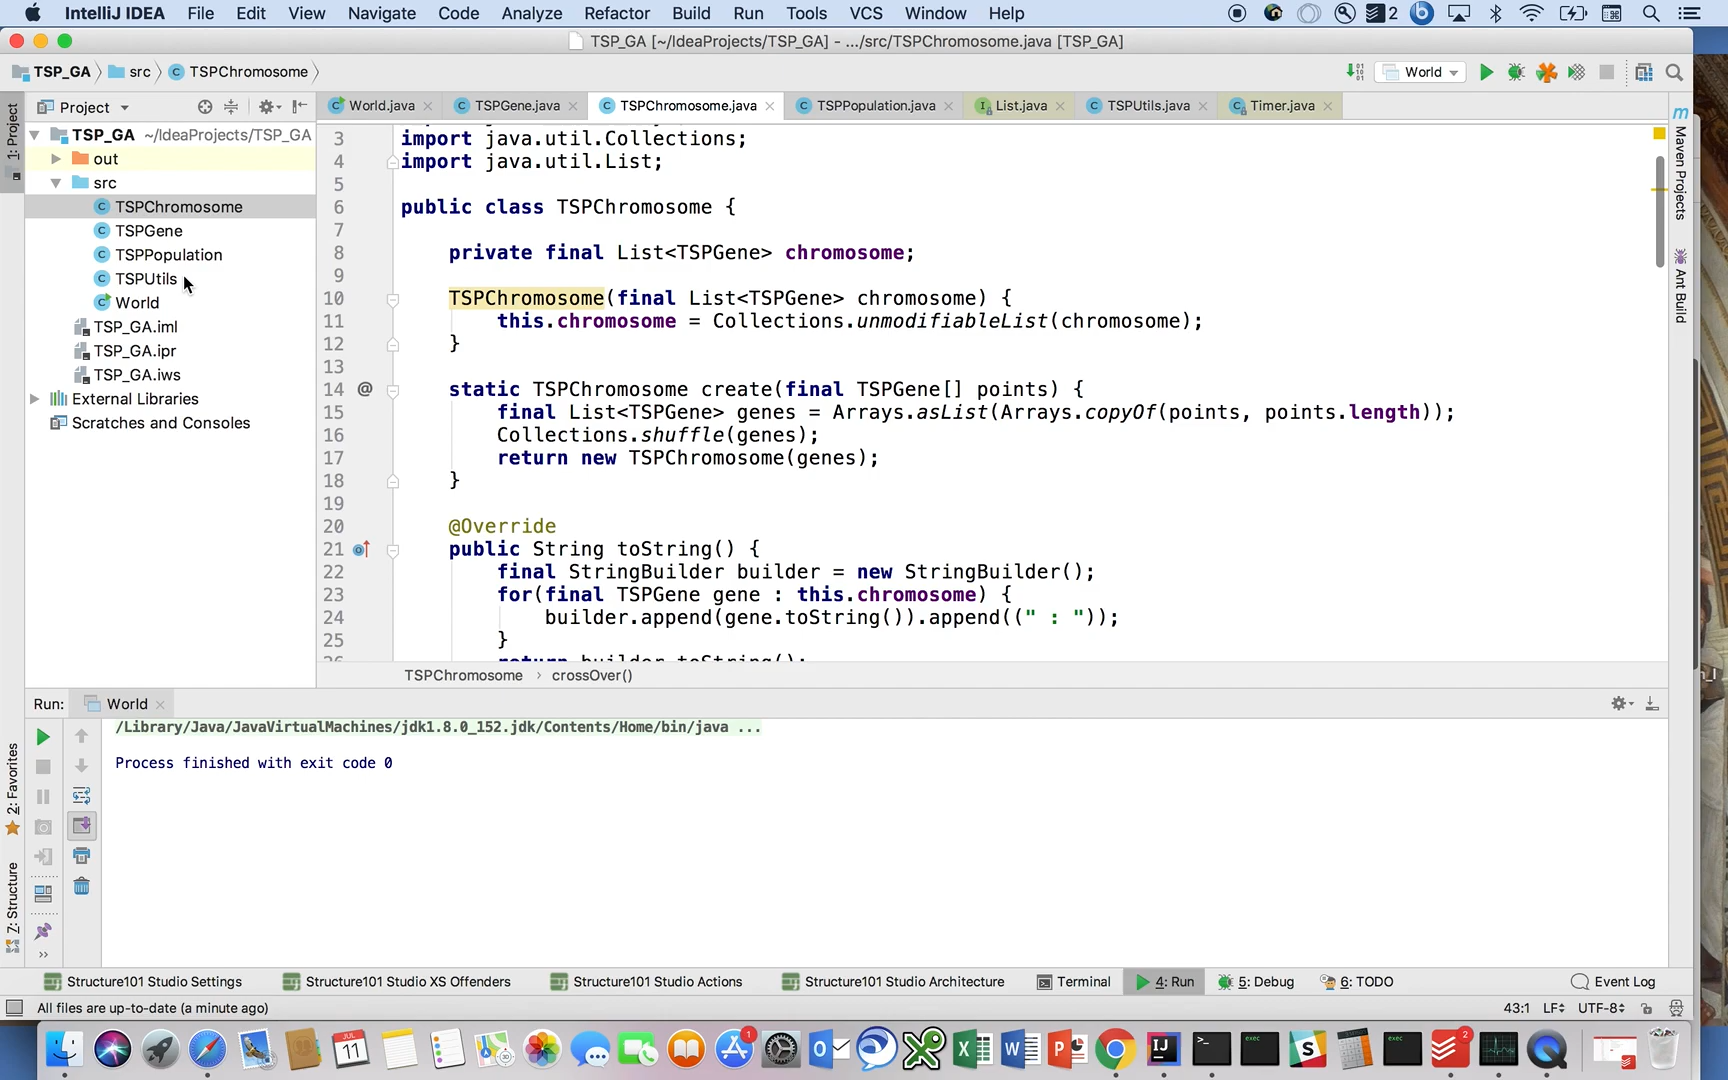 IntelliJ IDEA File Edit View Navigate Code Analyze Refactor Build Run Tools VCS Window Help 2
TSP_GA [~/IdeaProjects/TSP_GA] - .../src/TSPChromosome.java [TSP_GA]
TSP_GA src TSPChromosome World
Project World.java TSPGene.java TSPChromosome.java TSPPopulation.java List.java TSPUtils.java Timer.java
TSP_GA ~/IdeaProjects/TSP_GA
out
src
TSPChromosome
TSPGene
TSPPopulation
TSPUtils
World
TSP_GA.iml
TSP_GA.ipr
TSP_GA.iws
External Libraries
Scratches and Consoles
3 import java.util.Collections;
4 import java.util.List;
5
6 public class TSPChromosome {
7
8 private final List<TSPGene> chromosome;
9
10 TSPChromosome(final List<TSPGene> chromosome) {
11 this.chromosome = Collections.unmodifiableList(chromosome);
12 }
13
14 @ static TSPChromosome create(final TSPGene[] points) {
15 final List<TSPGene> genes = Arrays.asList(Arrays.copyOf(points, points.length));
16 Collections.shuffle(genes);
17 return new TSPChromosome(genes);
18 }
19
20 @Override
21 public String toString() {
22 final StringBuilder builder = new StringBuilder();
23 for(final TSPGene gene : this.chromosome) {
24 builder.append(gene.toString()).append((" : "));
25 }
26 return builder.toString();
TSPChromosome › crossOver()
1: Project
2: Favorites
7: Structure
Maven Projects
Ant Build
Run: World
/Library/Java/JavaVirtualMachines/jdk1.8.0_152.jdk/Contents/Home/bin/java ...
Process finished with exit code 0
Structure101 Studio Settings Structure101 Studio XS Offenders Structure101 Studio Actions Structure101 Studio Architecture Terminal 4: Run 5: Debug 6: TODO Event Log
All files are up-to-date (a minute ago) 43:1 LF UTF-8
JUL
11
1
exec
exec
2